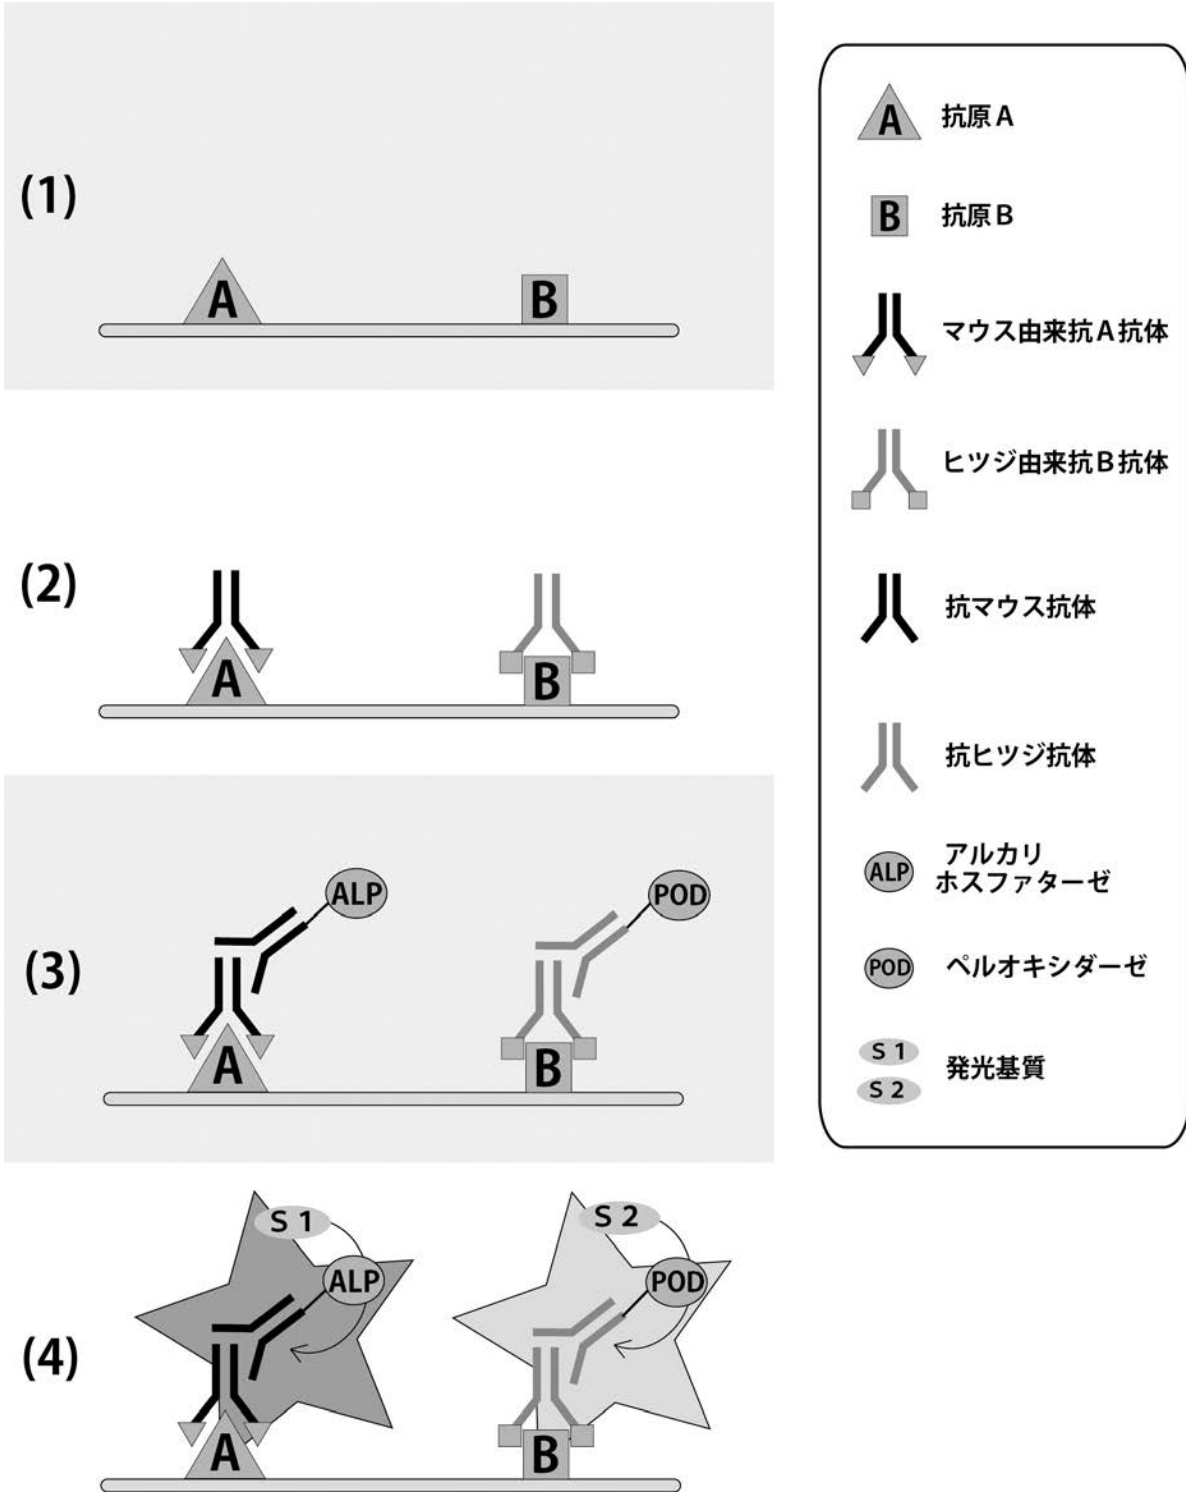 (1)
A
B
(2)
A
B
(3)
ALP
POD
A
B
(4)
S 1
S 2
ALP
POD
A
B
A
抗原A
B
抗原B
マウス由来抗A抗体
ヒツジ由来抗B抗体
抗マウス抗体
抗ヒツジ抗体
ALP
アルカリ
ホスファターゼ
POD
ペルオキシダーゼ
S 1
S 2
発光基質